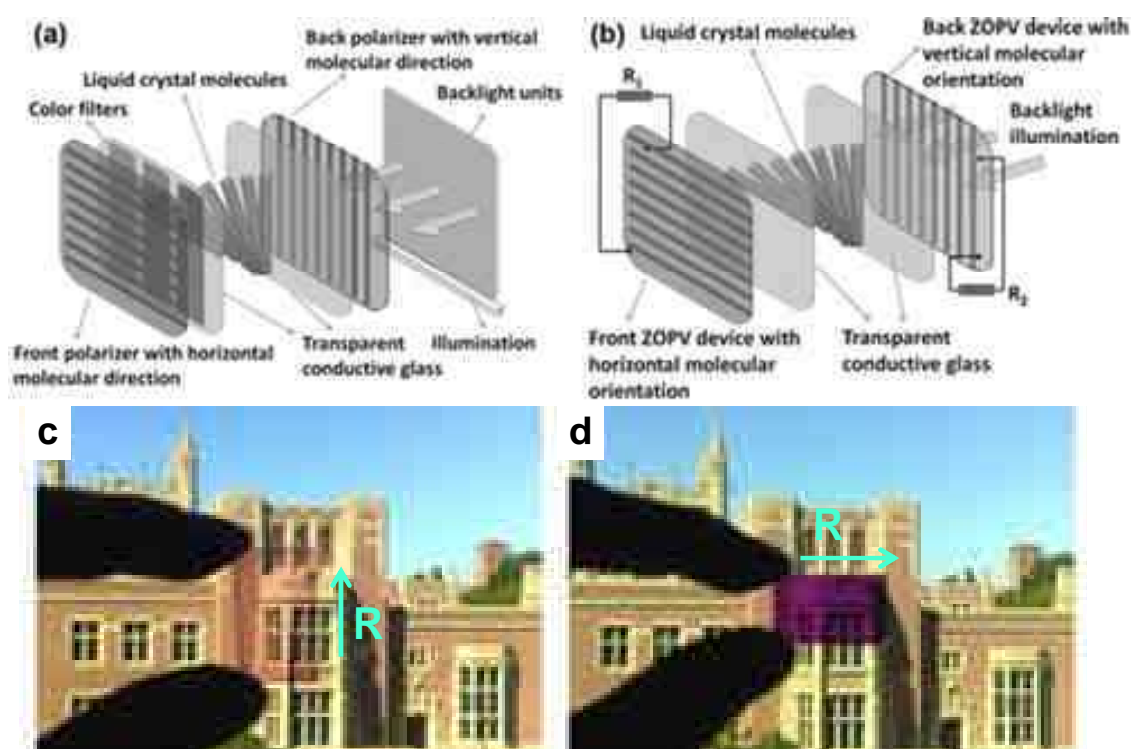 (a)
Back polarizer with vertical
molecular direction
Liquid crystal molecules
Backlight units
Color filters
Front polarizer with horizontal
molecular direction
Transparent
conductive glass
Illumination
(b)
Liquid crystal molecules
Back ZOPV device with
vertical molecular
orientation
R1
Backlight
illumination
R2
Front ZOPV device with
horizontal molecular
orientation
Transparent
conductive glass
c
R
d
R